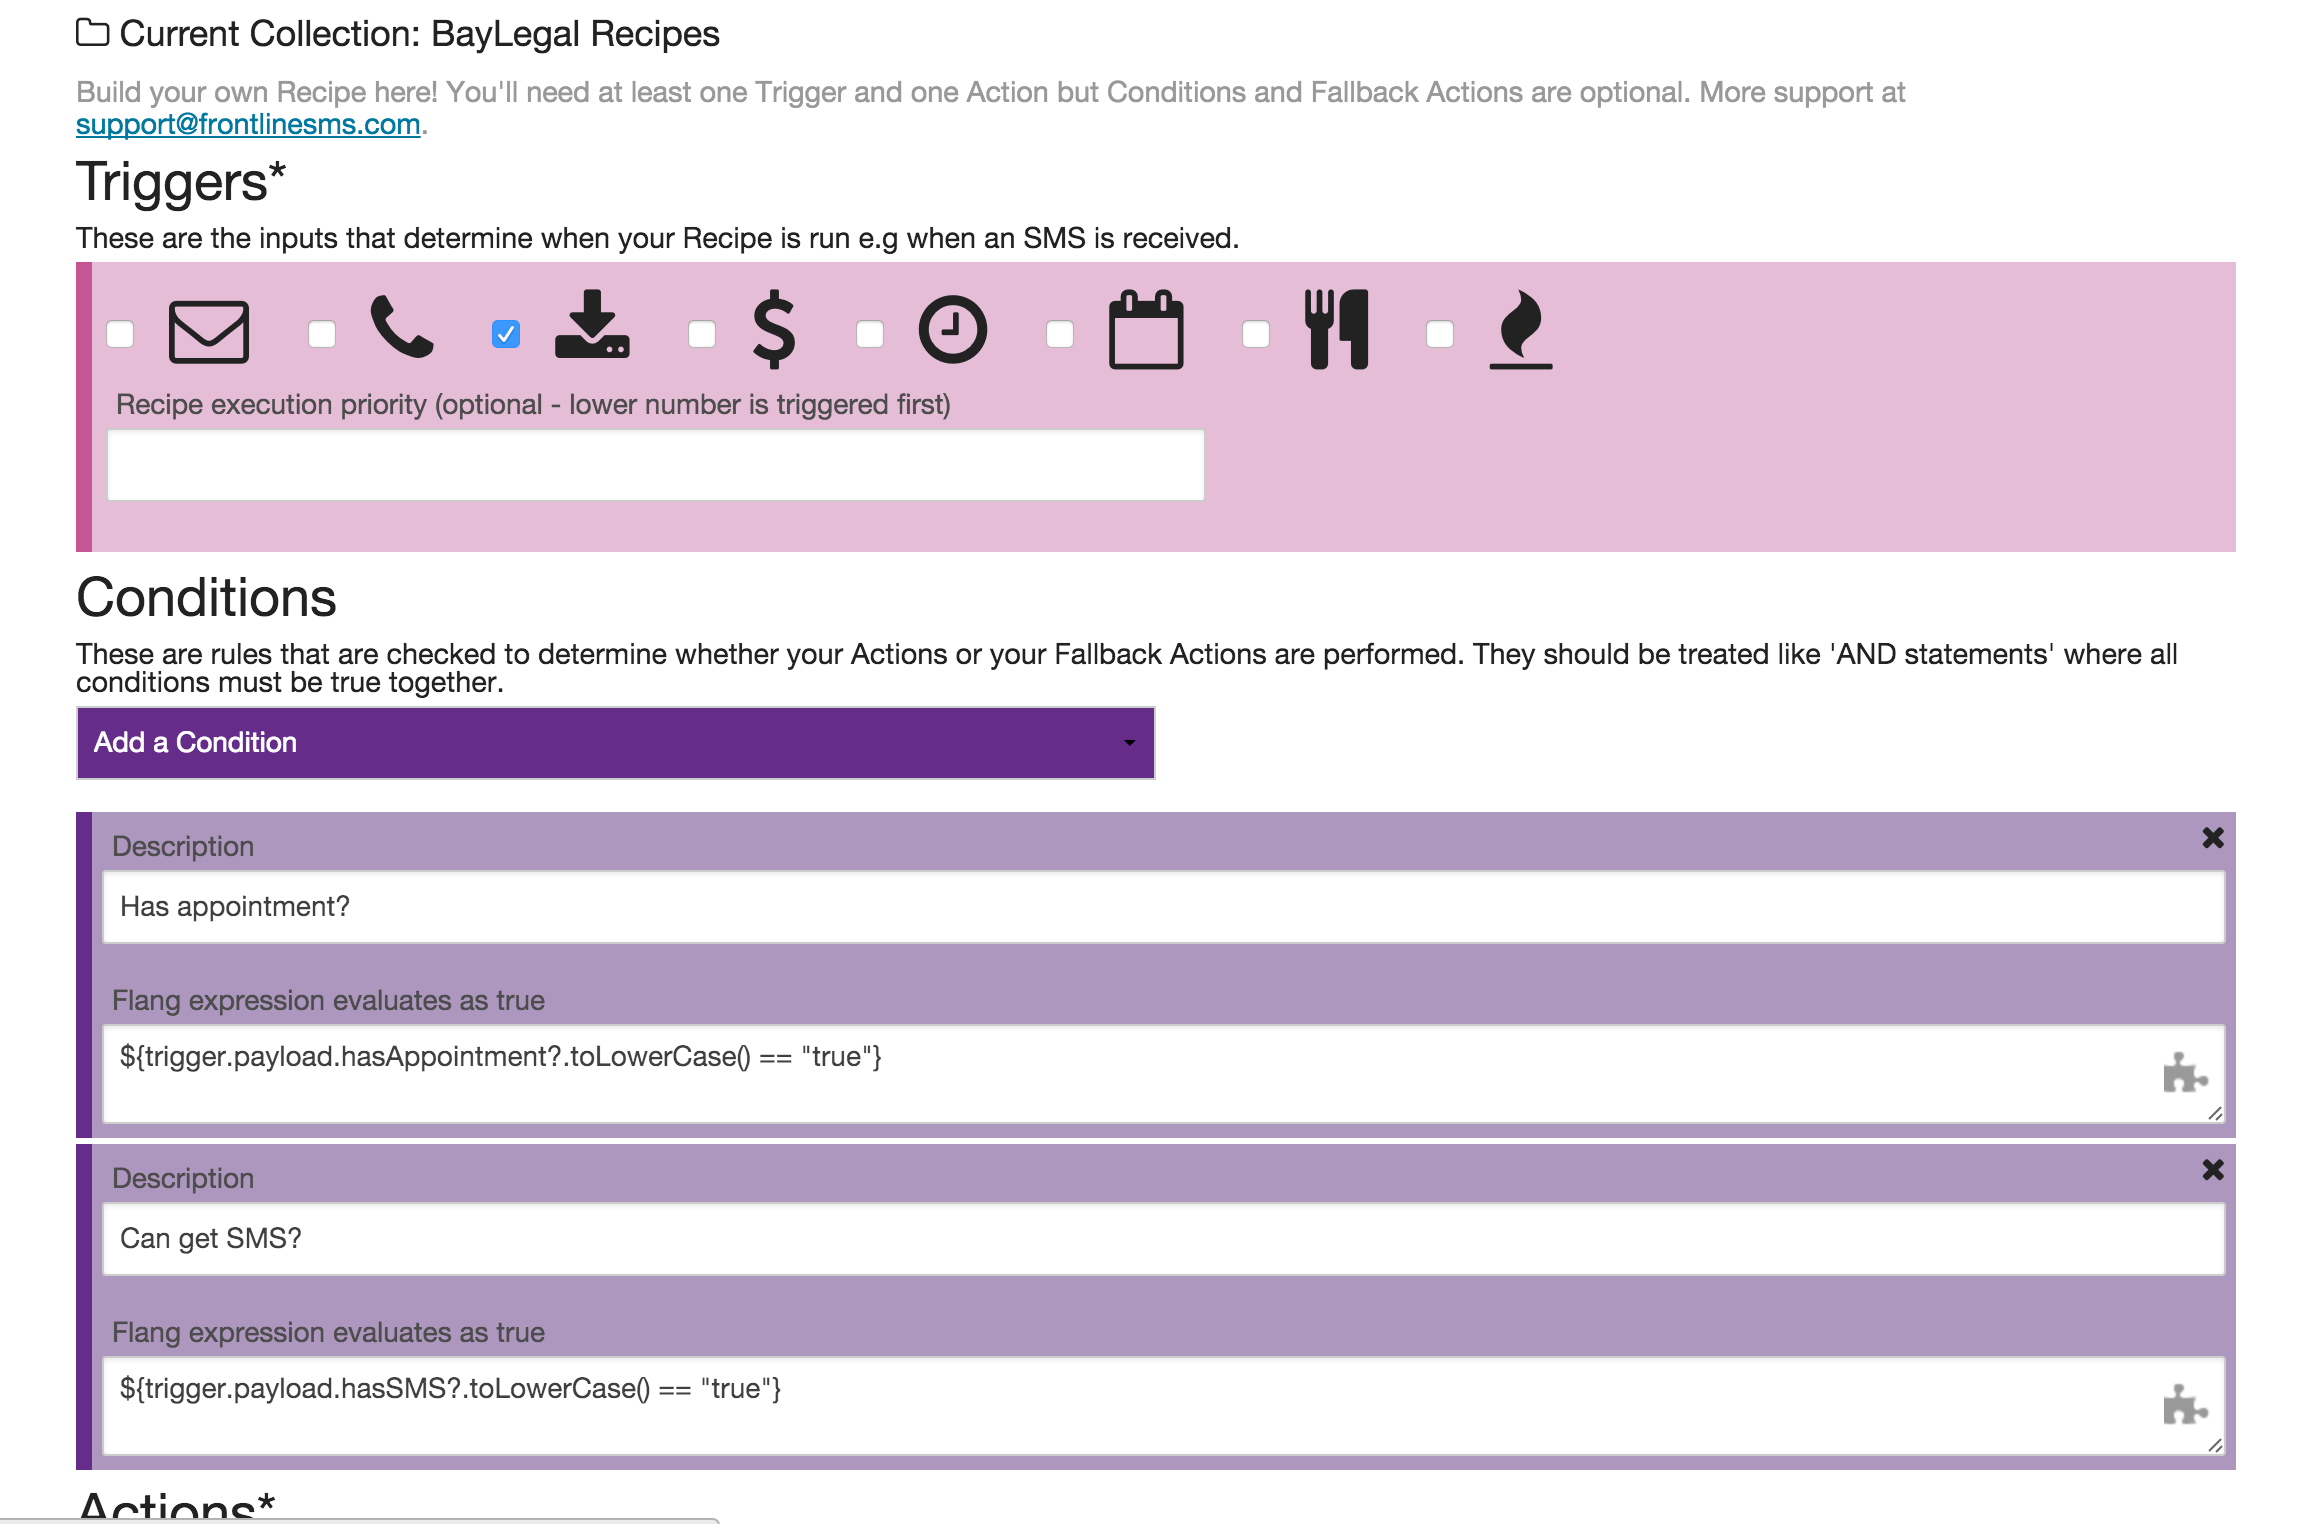 Current Collection: BayLegal Recipes
Build your own Recipe here! You'll need at least one Trigger and one Action but Conditions and Fallback Actions are optional. More support at
support@frontlinesms.com.
Triggers*
These are the inputs that determine when your Recipe is run e.g when an SMS is received.
Recipe execution priority (optional - lower number is triggered first)
Conditions
These are rules that are checked to determine whether your Actions or your Fallback Actions are performed. They should be treated like 'AND statements' where all
conditions must be true together.
Add a Condition
Description
Has appointment?
Flang expression evaluates as true
${trigger.payload.hasAppointment?.toLowerCase() == "true"}
Description
Can get SMS?
Flang expression evaluates as true
${trigger.payload.hasSMS?.toLowerCase() == "true"}
Actions*